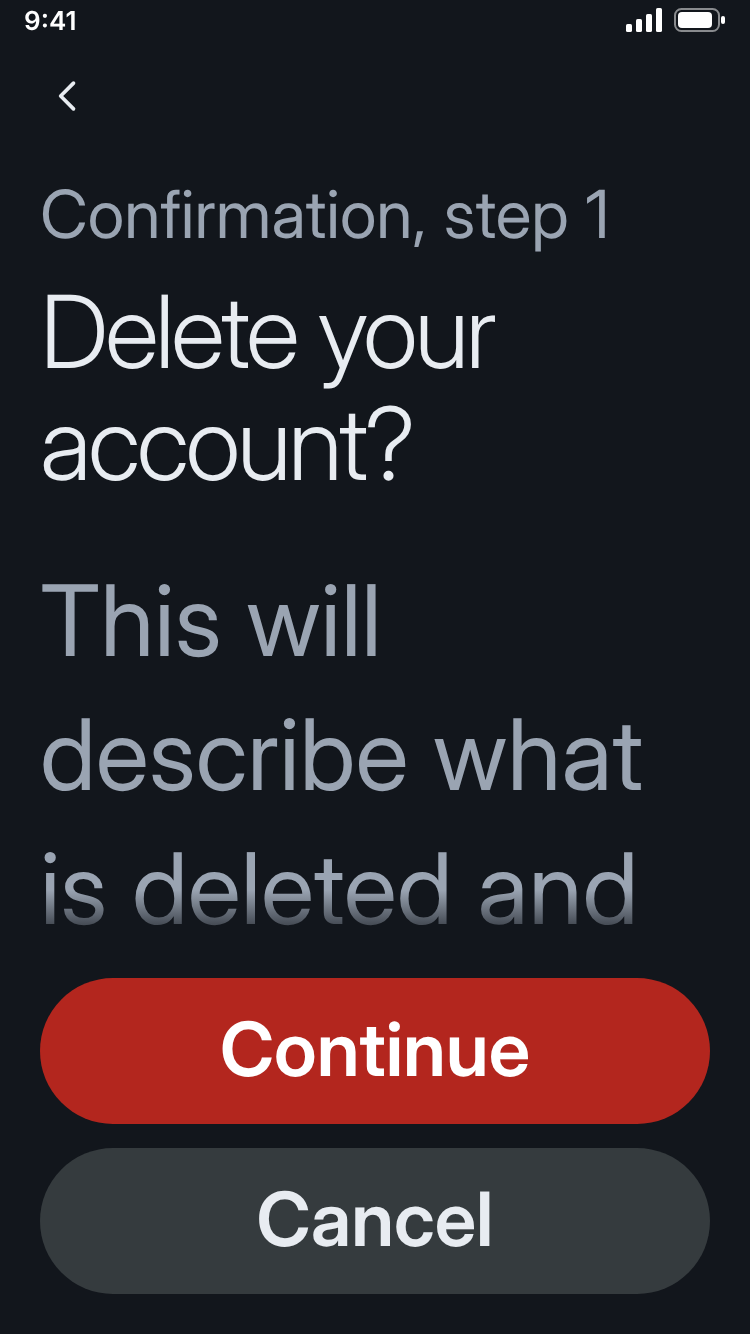 9:41
Confirmation, step 1
Delete your
account?
This will
describe what
is deleted and
Continue
Cancel